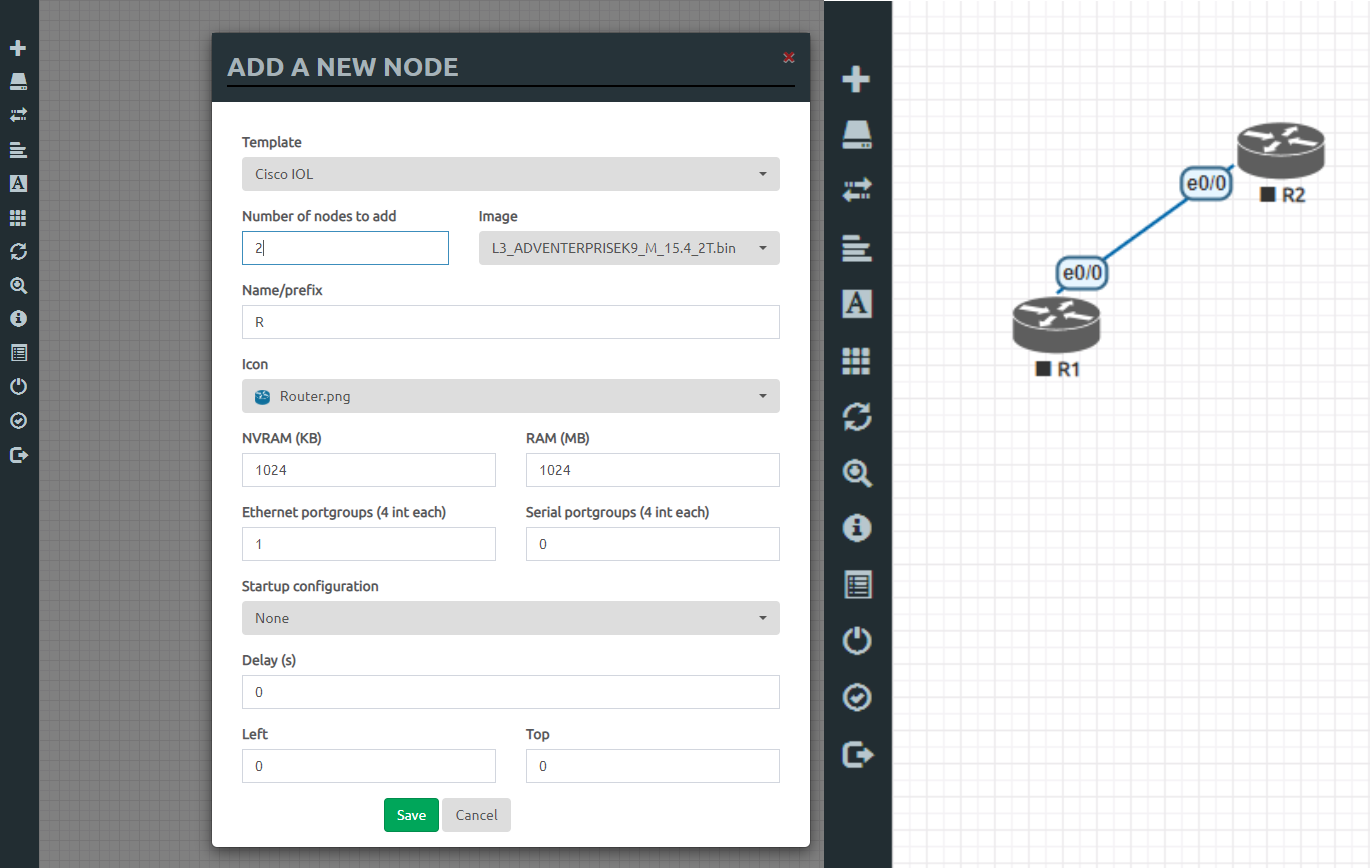 ADD A NEW NODE
Template
Cisco IOL
Number of nodes to add
Image
2
L3_ADVENTERPRISEK9_M_15.4_2T.bin
Name/prefix
R
Icon
Router.png
NVRAM (KB)
RAM (MB)
1024
1024
Ethernet portgroups (4 int each)
Serial portgroups (4 int each)
1
0
Startup configuration
None
Delay (s)
0
Left
Top
0
0
Save
Cancel
A
A
e0/0
R2
e0/0
R1